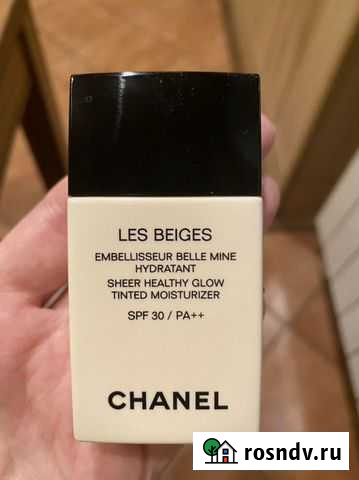 LES BEIGES
EMBELLISSEUR BELLE MINE
HYDRATANT
SHEER HEALTHY GLOW
TINTED MOISTURIZER
SPF 30 / PA++
CHANEL
rosndv.ru